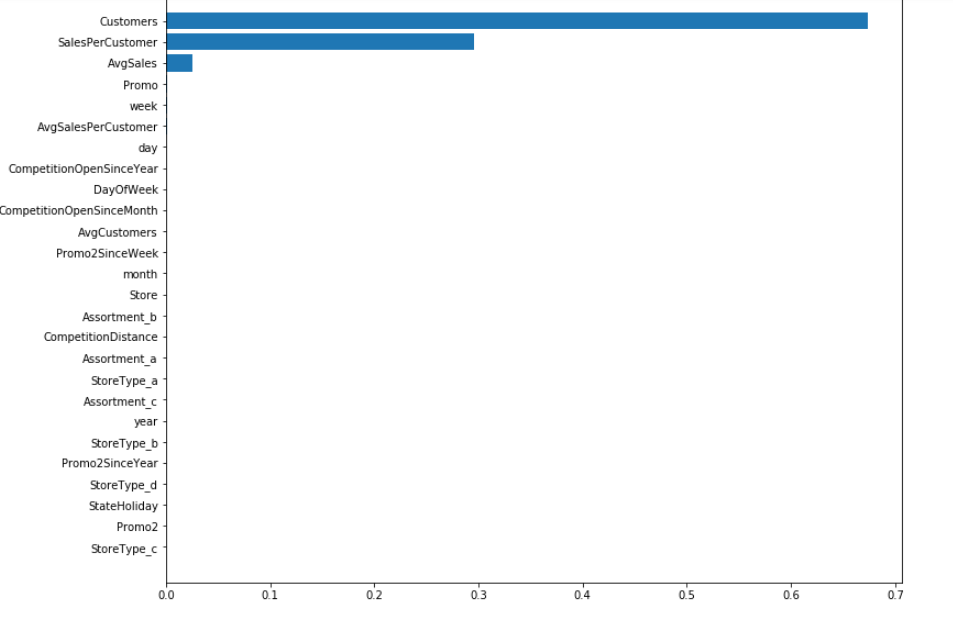 Customers
SalesPerCustomer
AvgSales
Promo
week
AvgSalesPerCustomer
day
CompetitionOpenSinceYear
DayOfWeek
CompetitionOpenSinceMonth
AvgCustomers
Promo2SinceWeek
month
Store
Assortment_b
CompetitionDistance
Assortment_a
StoreType_a
Assortment_c
year
StoreType_b
Promo2SinceYear
StoreType_d
StateHoliday
Promo2
StoreType_c
0.0 0.1 0.2 0.3 0.4 0.5 0.6 0.7